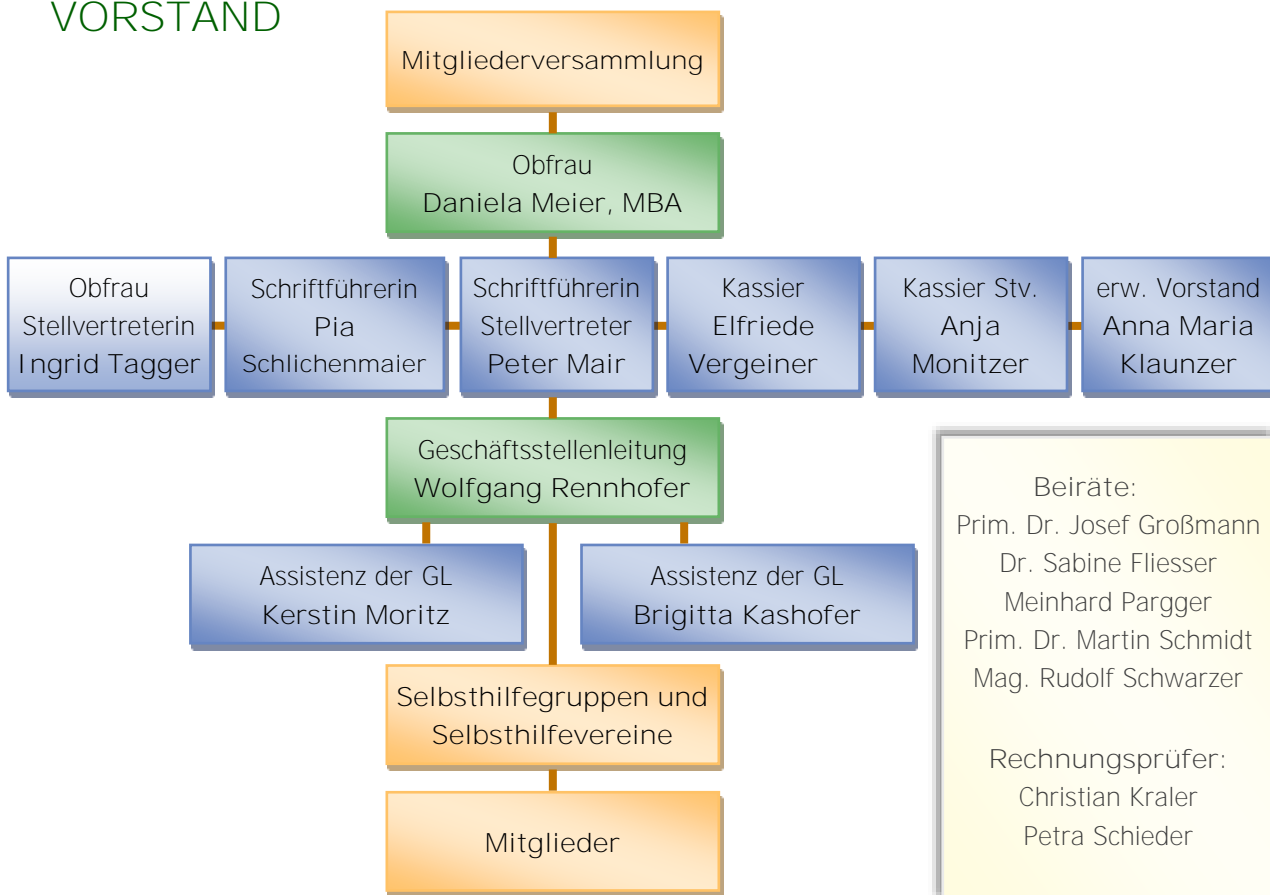 VORSTAND
Mitgliederversammlung
Obfrau
Daniela Meier, MBA
Obfrau
Stellvertreterin
Ingrid Tagger
Schriftführerin
Pia
Schlichenmaier
Schriftführerin
Stellvertreter
Peter Mair
Kassier
Elfriede
Vergeiner
Kassier Stv.
Anja
Monitzer
erw. Vorstand
Anna Maria
Klaunzer
Geschäftsstellenleitung
Wolfgang Rennhofer
Assistenz der GL
Kerstin Moritz
Assistenz der GL
Brigitta Kashofer
Selbsthilfegruppen und
Selbsthilfevereine
Mitglieder
Beiräte:
Prim. Dr. Josef Großmann
Dr. Sabine Fliesser
Meinhard Pargger
Prim. Dr. Martin Schmidt
Mag. Rudolf Schwarzer
Rechnungsprüfer:
Christian Kraler
Petra Schieder